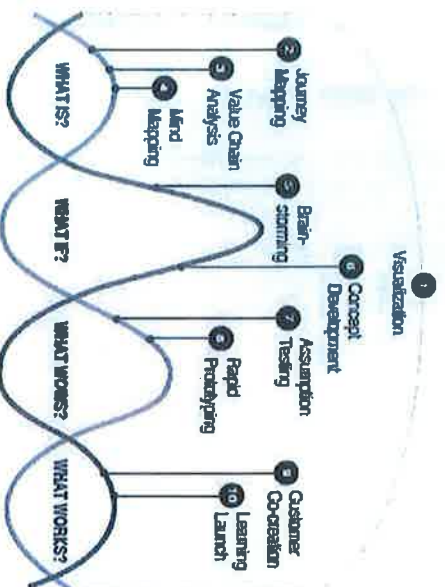 1
Visualization
2 Journey
Mapping
3 Value Chain
Analysis
4 Mind
Mapping
5 Brain-
storming
6 Concept
Development
7 Assumption
Testing
8 Rapid
Prototyping
9 Customer
Co-creation
10 Learning
Launch
WHAT IS?
WHAT IF?
WHAT WOWS?
WHAT WORKS?